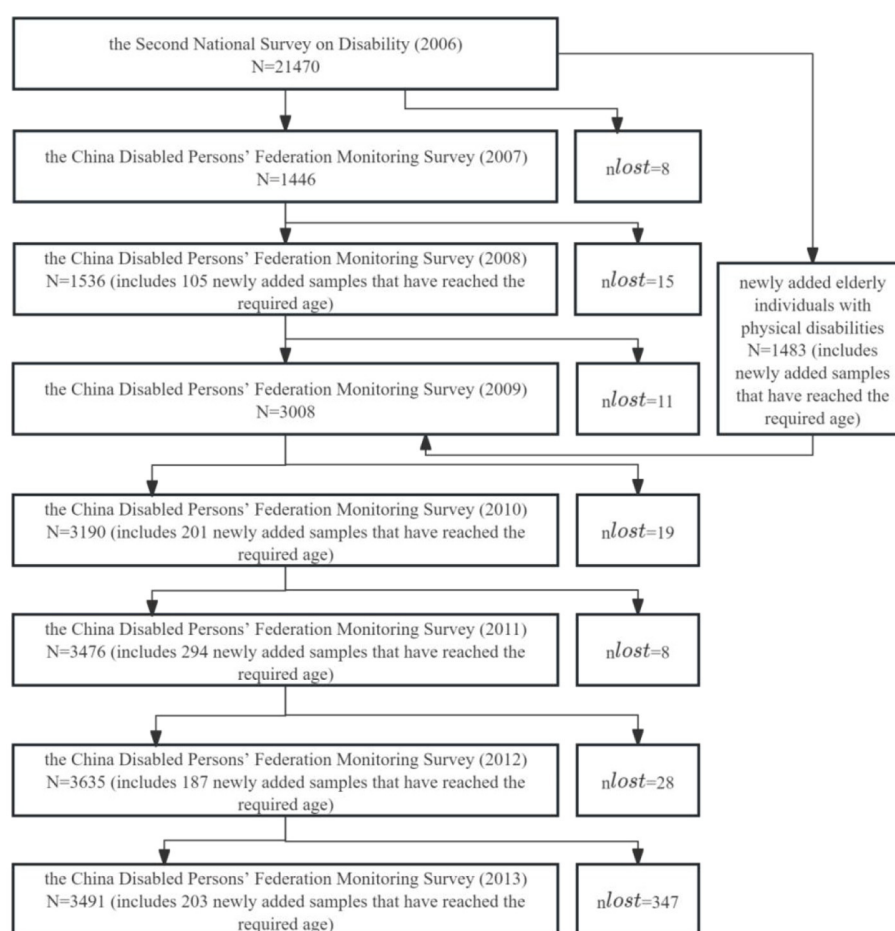 the Second National Survey on Disability (2006)
N=21470
the China Disabled Persons’ Federation Monitoring Survey (2007)
N=1446
nlost=8
the China Disabled Persons’ Federation Monitoring Survey (2008)
N=1536 (includes 105 newly added samples that have reached the
required age)
nlost=15
newly added elderly
individuals with
physical disabilities
N=1483 (includes
newly added samples
that have reached the
required age)
the China Disabled Persons’ Federation Monitoring Survey (2009)
N=3008
nlost=11
the China Disabled Persons’ Federation Monitoring Survey (2010)
N=3190 (includes 201 newly added samples that have reached the
required age)
nlost=19
the China Disabled Persons’ Federation Monitoring Survey (2011)
N=3476 (includes 294 newly added samples that have reached the
required age)
nlost=8
the China Disabled Persons’ Federation Monitoring Survey (2012)
N=3635 (includes 187 newly added samples that have reached the
required age)
nlost=28
the China Disabled Persons’ Federation Monitoring Survey (2013)
N=3491 (includes 203 newly added samples that have reached the
required age)
nlost=347